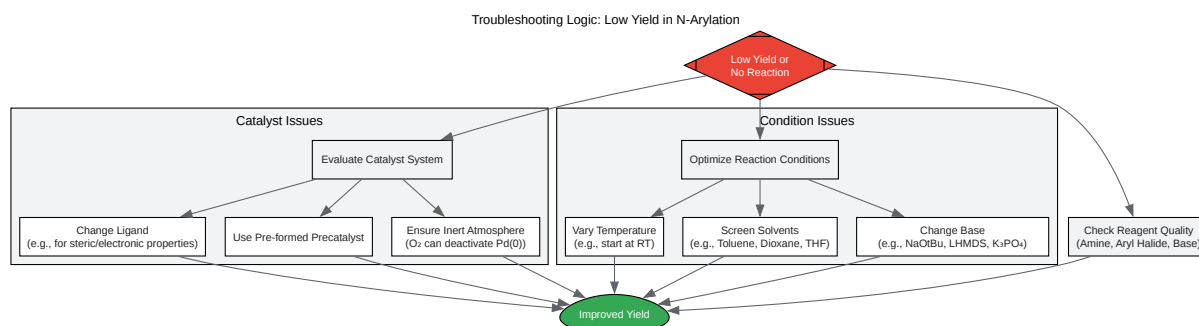 Troubleshooting Logic: Low Yield in N-Arylation
Low Yield or
No Reaction
Catalyst Issues
Condition Issues
Evaluate Catalyst System
Optimize Reaction Conditions
Change Ligand
(e.g., for steric/electronic properties)
Use Pre-formed Precatalyst
Ensure Inert Atmosphere
(O₂ can deactivate Pd(0))
Vary Temperature
(e.g., start at RT)
Screen Solvents
(e.g., Toluene, Dioxane, THF)
Change Base
(e.g., NaOtBu, LHMDS, K₃PO₄)
Check Reagent Quality
(Amine, Aryl Halide, Base)
Improved Yield